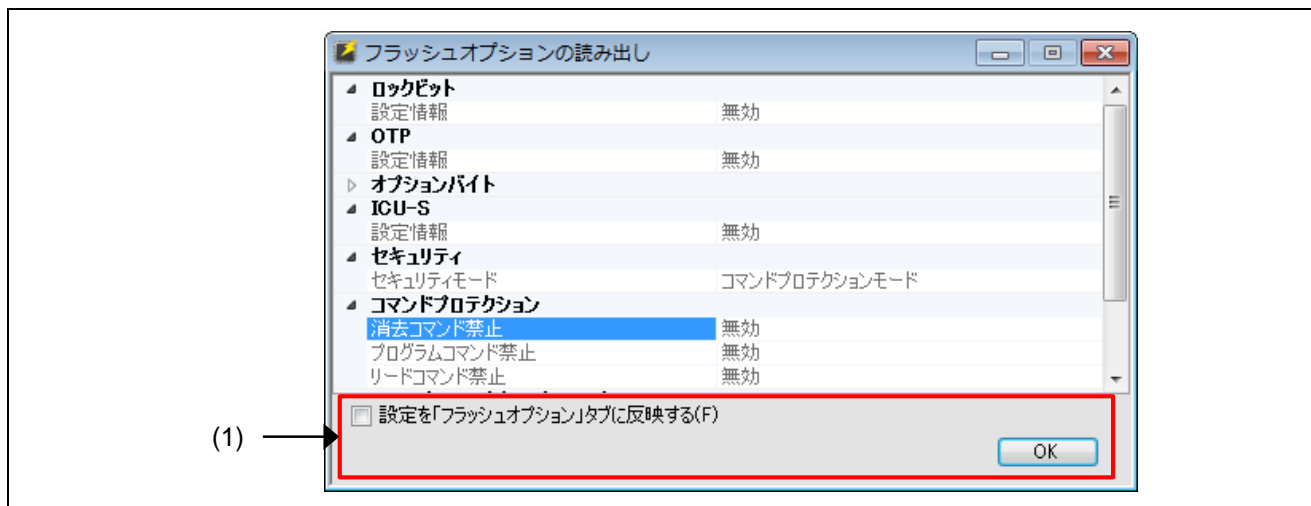 フラッシュオプションの読み出し
ロックビット
設定情報 無効
OTP
設定情報 無効
オプションバイト
ICU-S
設定情報 無効
セキュリティ
セキュリティモード コマンドプロテクションモード
コマンドプロテクション
消去コマンド禁止 無効
プログラムコマンド禁止 無効
リードコマンド禁止 無効
設定を「フラッシュオプション」タブに反映する(F)
(1)
OK